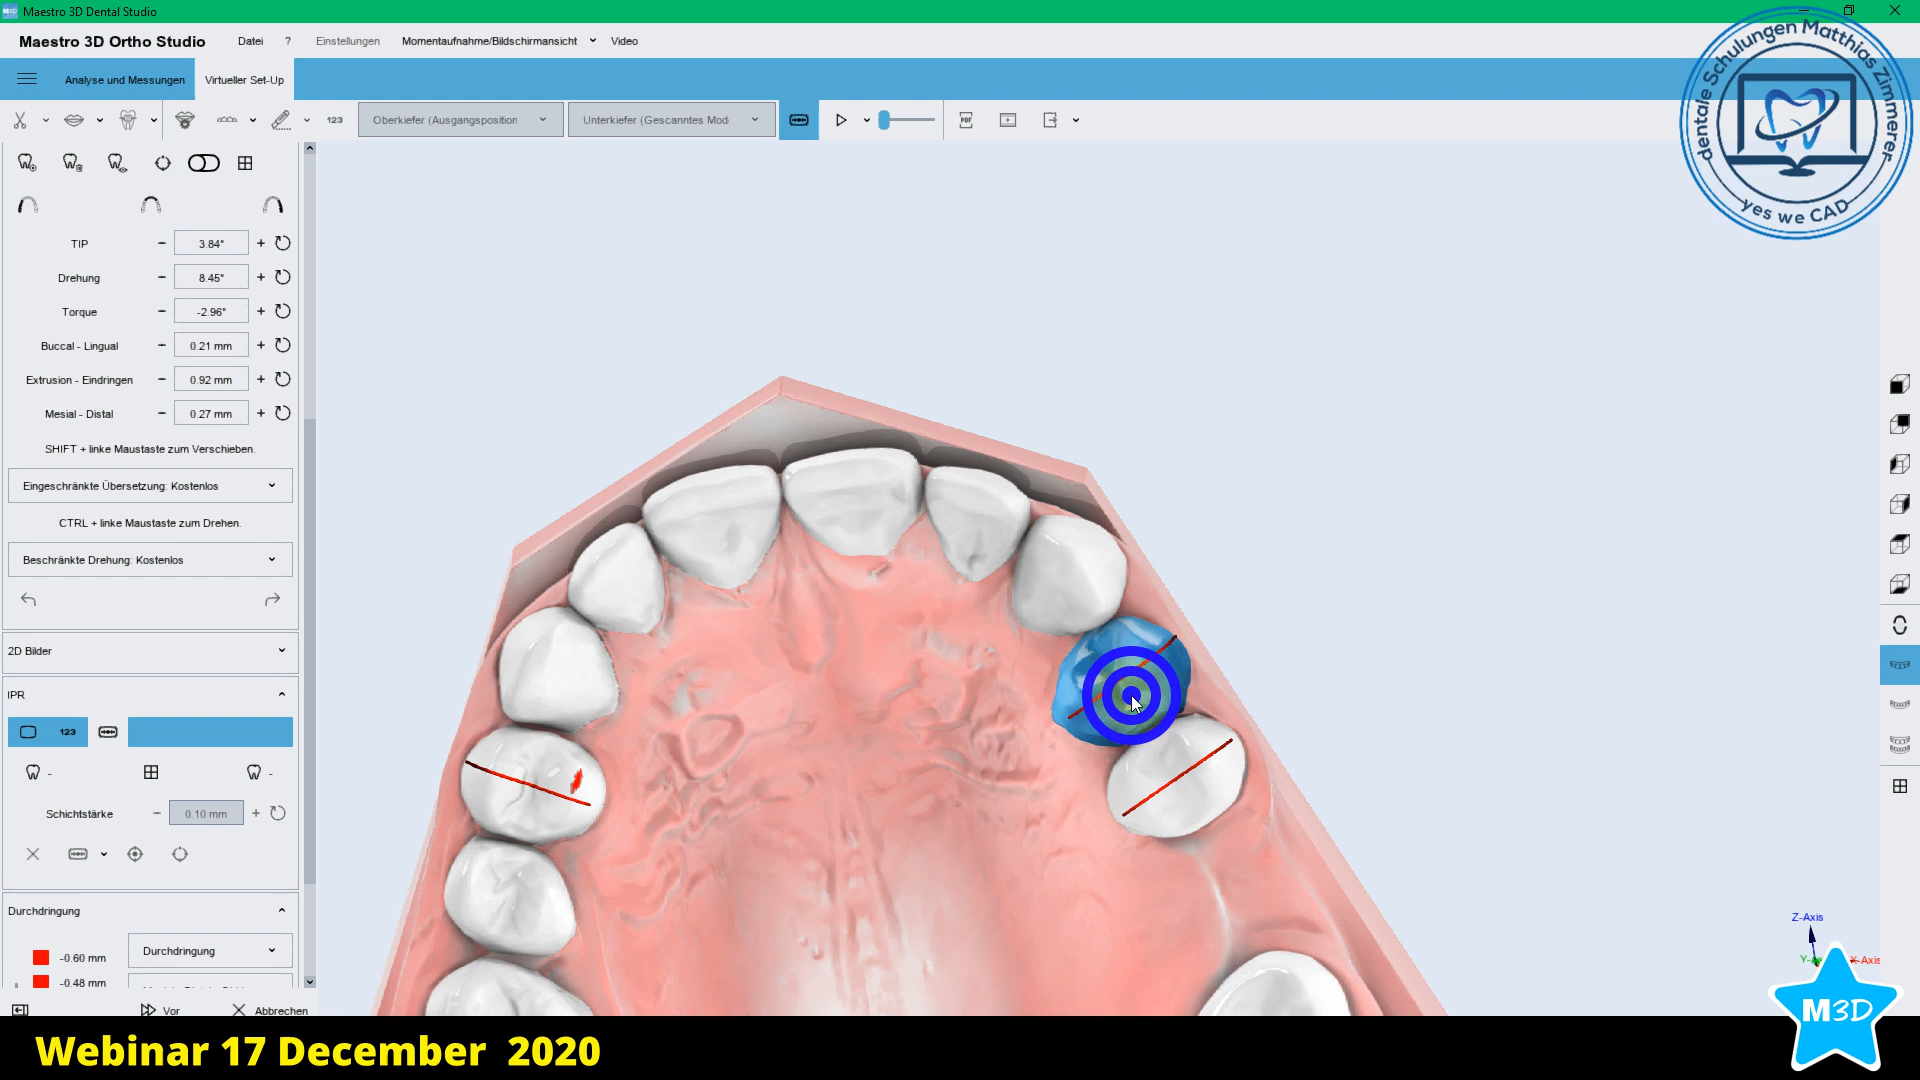 Maestro 3D Dental Studio
Maestro 3D Ortho Studio
Datei
?
Einstellungen
Momentaufnahme/Bildschirmansicht
Video
Analyse und Messungen
Virtueller Set-Up
123
Oberkiefer (Ausgangsposition
Unterkiefer (Gescanntes Mod
PDF
dentale Schulungen Matthias Zimmerer
yes we CAD
TIP
3.84°
Drehung
8.45°
Torque
-2.96°
Buccal - Lingual
0.21 mm
Extrusion - Eindringen
0.92 mm
Mesial - Distal
0.27 mm
SHIFT + linke Maustaste zum Verschieben.
Eingeschränkte Übersetzung: Kostenlos
CTRL + linke Maustaste zum Drehen.
Beschränkte Drehung: Kostenlos
2D Bilder
IPR
123
-
-
Schichtstärke
0.10 mm
Durchdringung
-0.60 mm
Durchdringung
-0.48 mm
Vor
Abbrechen
Z-Axis
X-Axis
M3D
Webinar 17 December 2020